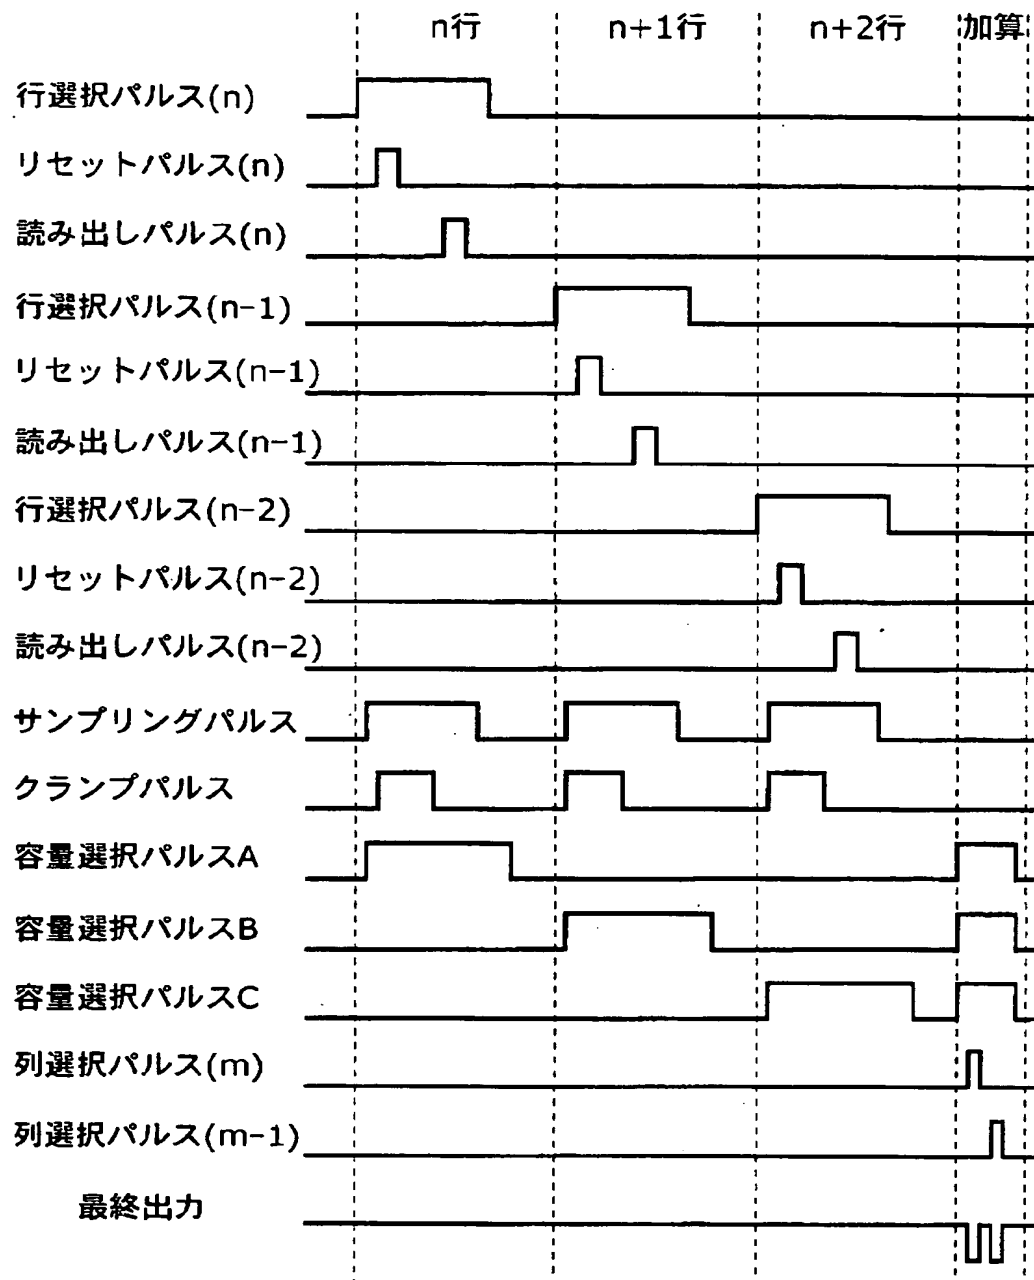 n行 n+1行 n+2行 加算
行選択パルス(n)
リセットパルス(n)
読み出しパルス(n)
行選択パルス(n-1)
リセットパルス(n-1)
読み出しパルス(n-1)
行選択パルス(n-2)
リセットパルス(n-2)
読み出しパルス(n-2)
サンプリングパルス
クランプパルス
容量選択パルスA
容量選択パルスB
容量選択パルスC
列選択パルス(m)
列選択パルス(m-1)
最終出力